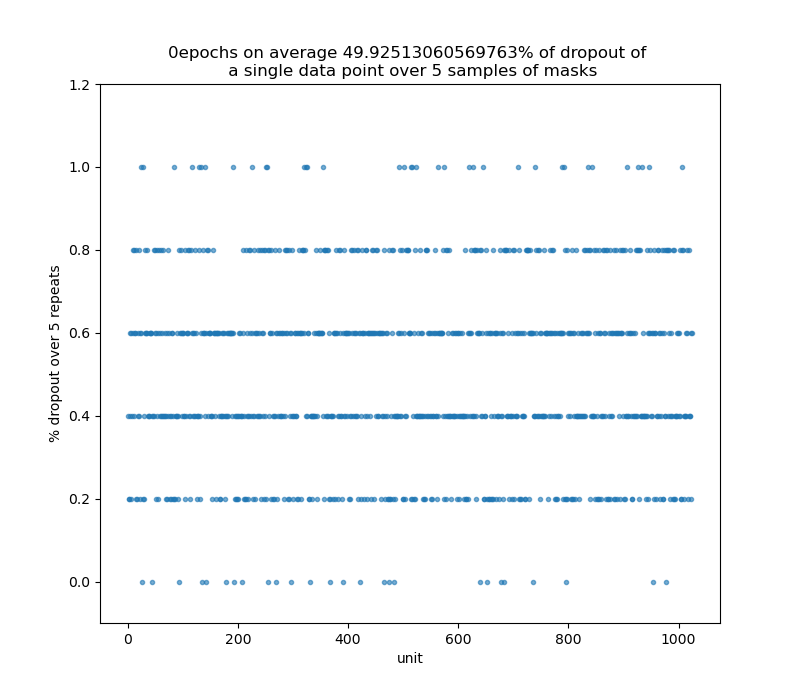 0epochs on average 49.92513060569763% of dropout of
a single data point over 5 samples of masks
1.2
1.0
0.8
0.6
0.4
0.2
0.0
% dropout over 5 repeats
0 200 400 600 800 1000
unit